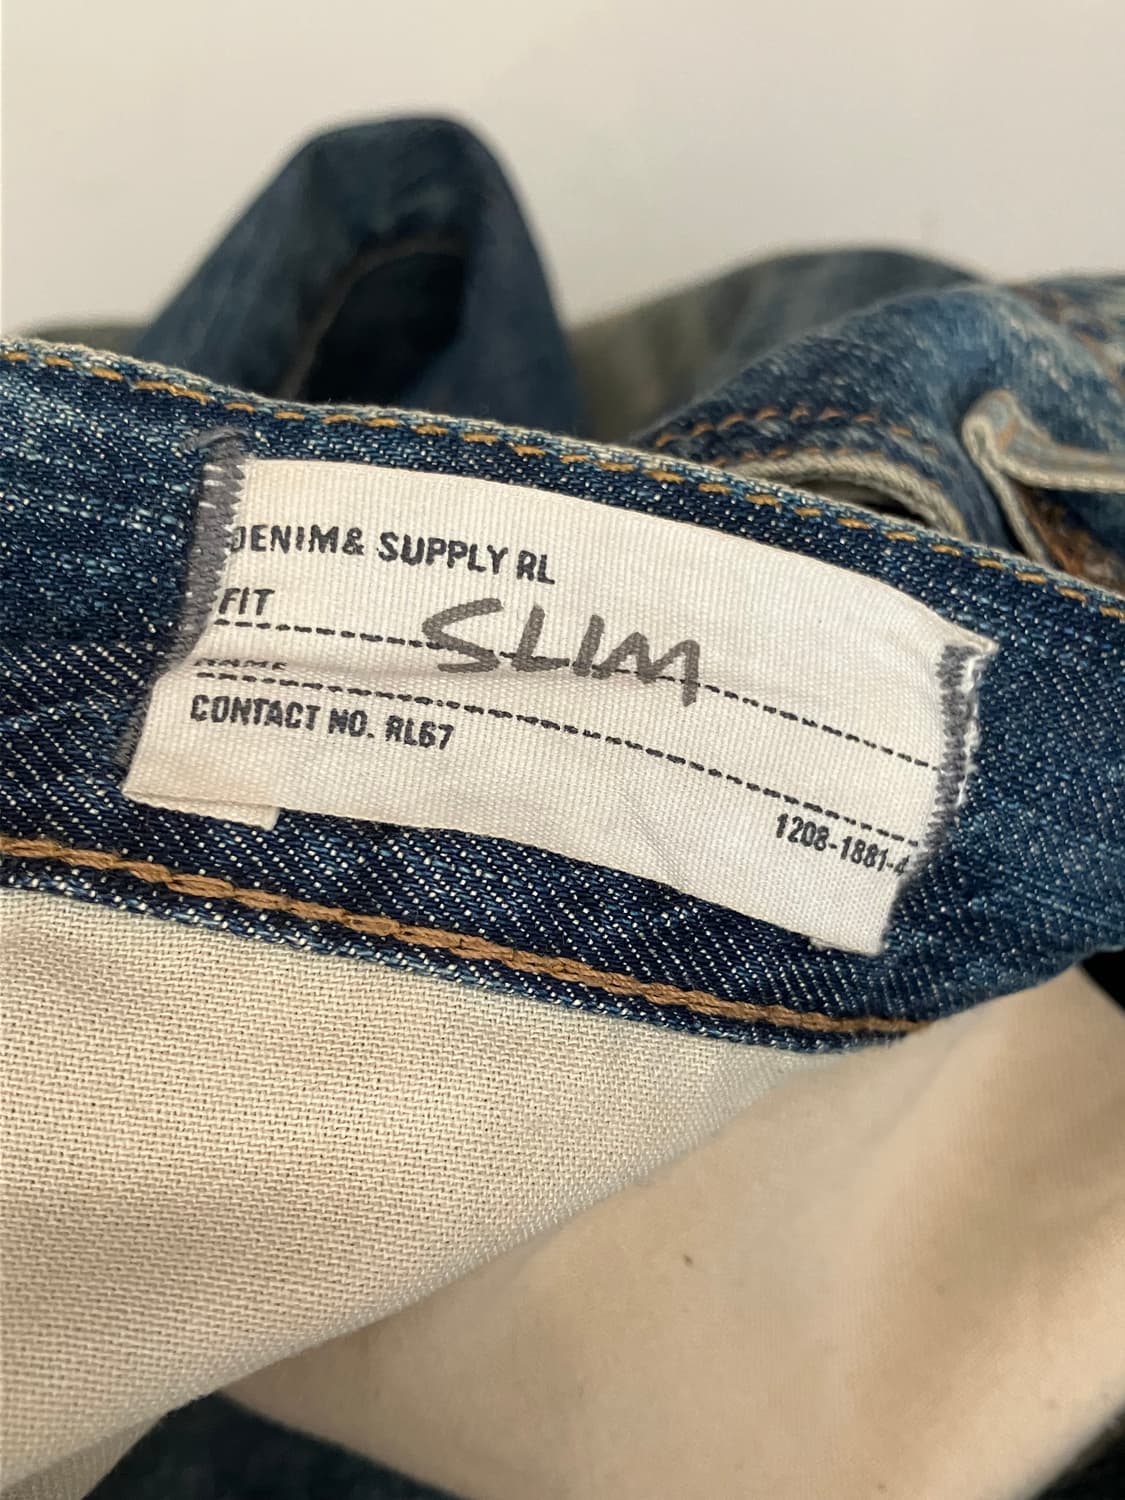 DENIM& SUPPLY RL
FIT SLIM
NAME
CONTACT NO. RL67
1208-1881-4